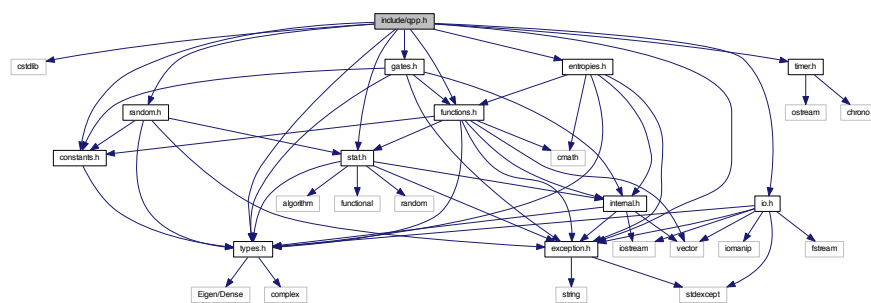 include/qpp.h
cstdlib
gates.h
entropies.h
timer.h
random.h
functions.h
ostream
chrono
constants.h
stat.h
cmath
algorithm
functional
random
internal.h
io.h
types.h
exception.h
iostream
vector
iomanip
fstream
Eigen/Dense
complex
string
stdexcept